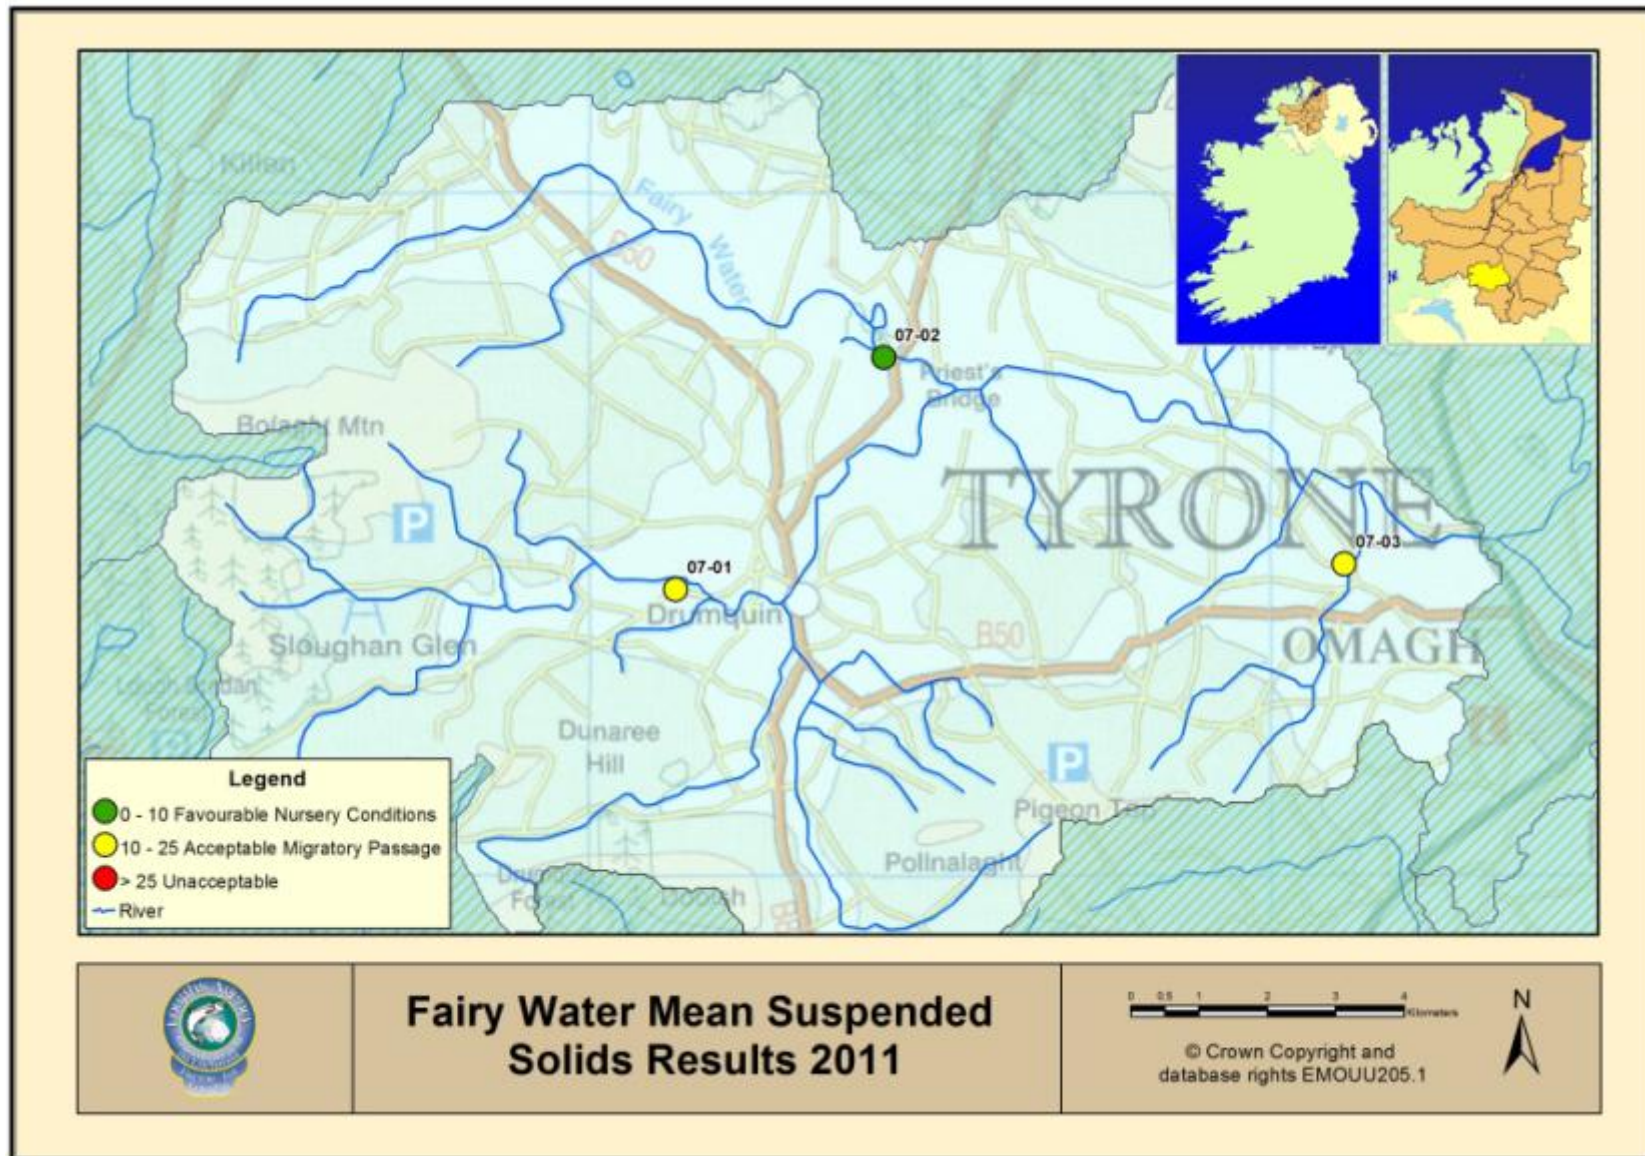 Killen
Fairy
Water
B50
07-02
Priest's
Bridge
Bolaght Mtn
P
TYRONE
07-03
07-01
Drumquin
B50
OMAGH
Sloughan Glen
Forest
Dunaree
Hill
P
Pigeon Top
Pollnalaght
Dooish
Legend
0 - 10 Favourable Nursery Conditions
10 - 25 Acceptable Migratory Passage
> 25 Unacceptable
River
Fairy Water Mean Suspended
Solids Results 2011
0 0.5 1 2 3 4
Kilometers
© Crown Copyright and
database rights EMOUU205.1
N